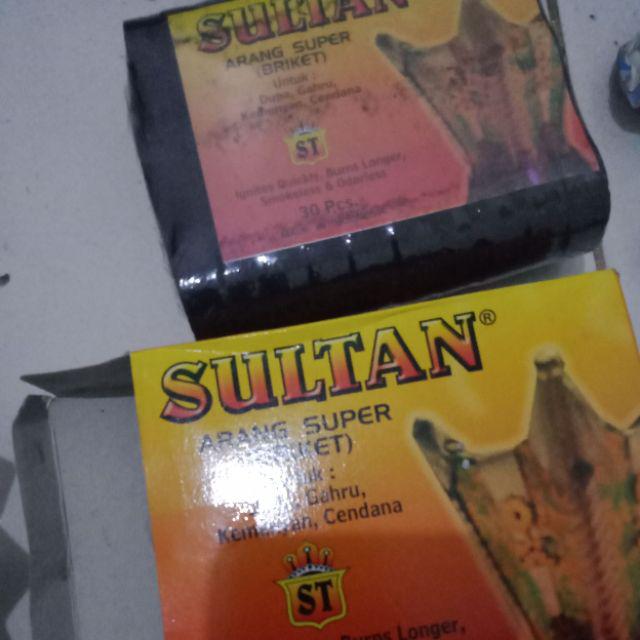 SULTAN
ARANG SUPER
(BRIKET)
Untuk :
Dupa, Gahru,
Kemenyan, Cendana
ST
Ignites Quickly, Burns Longer,
Smokeless & Odorless
30 Pcs.
SULTAN®
ARANG SUPER
Gahru,
Cendana
ST
Burns Longer,